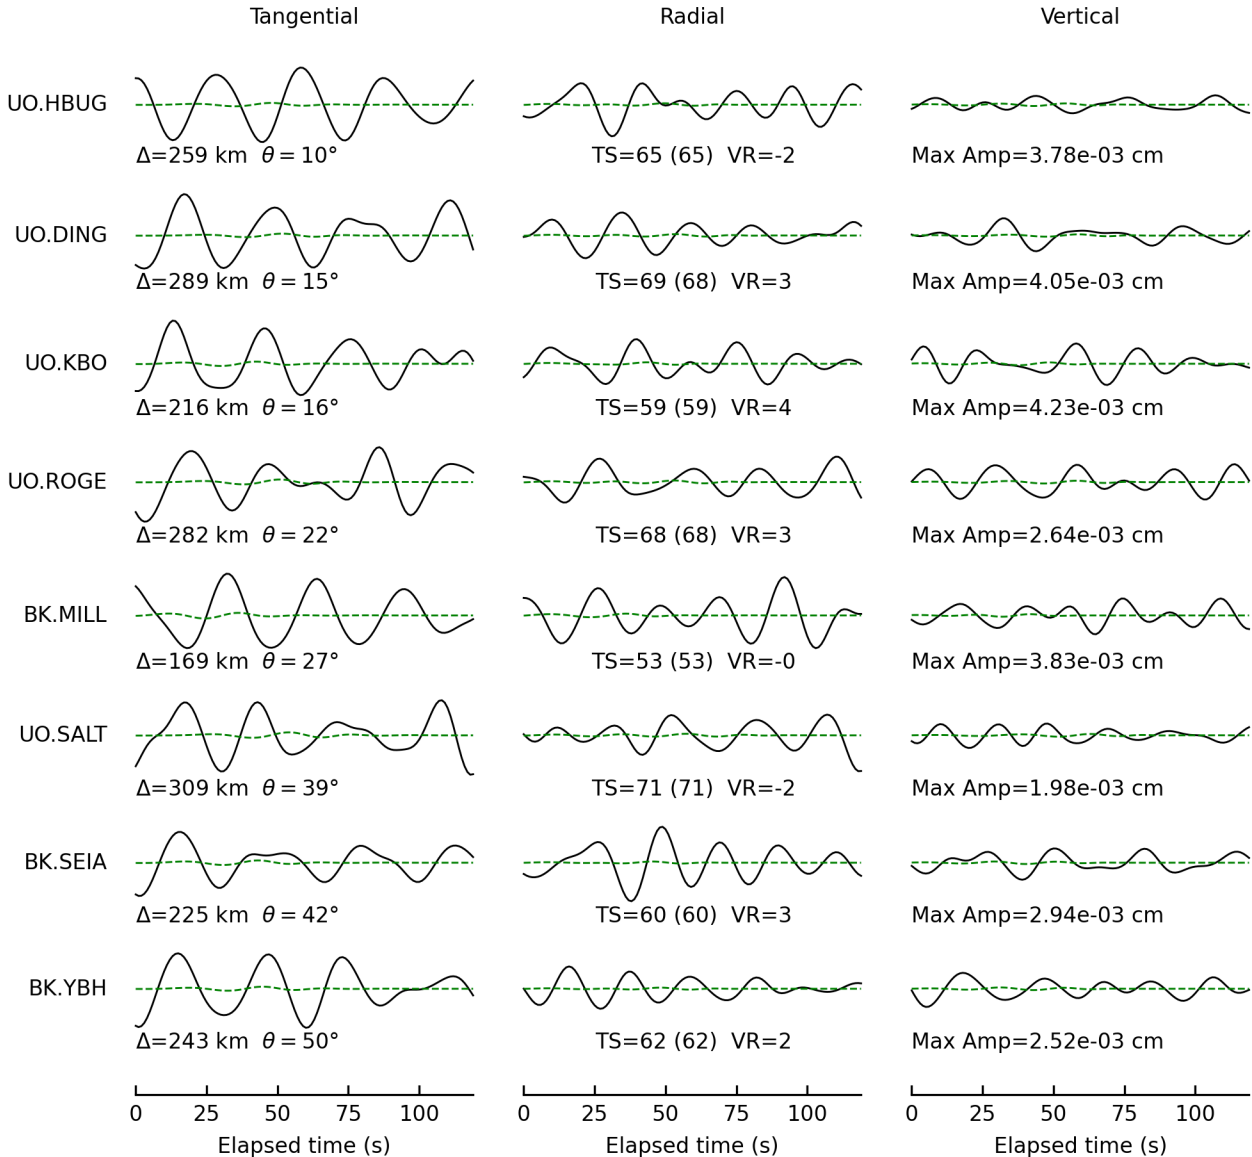 Tangential Radial Vertical
UO.HBUG
Δ=259 km θ = 10° TS=65 (65) VR=-2 Max Amp=3.78e-03 cm
UO.DING
Δ=289 km θ = 15° TS=69 (68) VR=3 Max Amp=4.05e-03 cm
UO.KBO
Δ=216 km θ = 16° TS=59 (59) VR=4 Max Amp=4.23e-03 cm
UO.ROGE
Δ=282 km θ = 22° TS=68 (68) VR=3 Max Amp=2.64e-03 cm
BK.MILL
Δ=169 km θ = 27° TS=53 (53) VR=-0 Max Amp=3.83e-03 cm
UO.SALT
Δ=309 km θ = 39° TS=71 (71) VR=-2 Max Amp=1.98e-03 cm
BK.SEIA
Δ=225 km θ = 42° TS=60 (60) VR=3 Max Amp=2.94e-03 cm
BK.YBH
Δ=243 km θ = 50° TS=62 (62) VR=2 Max Amp=2.52e-03 cm
0 25 50 75 100 0 25 50 75 100 0 25 50 75 100
Elapsed time (s) Elapsed time (s) Elapsed time (s)